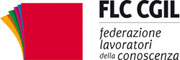 FLC CGIL
federazione
lavoratori
della conoscenza